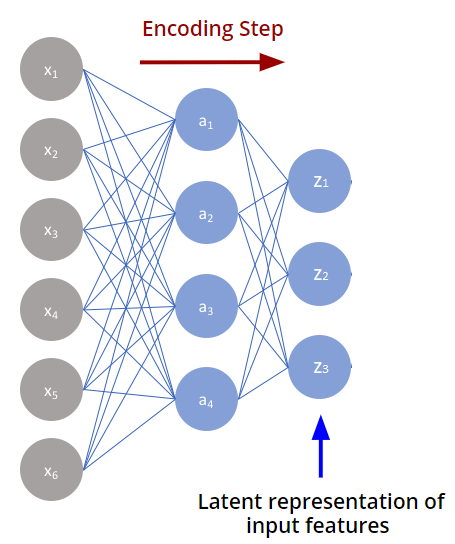 Encoding Step
x₁
x₂
x₃
x₄
x₅
x₆
a₁
a₂
a₃
a₄
z₁
z₂
z₃
Latent representation of
input features